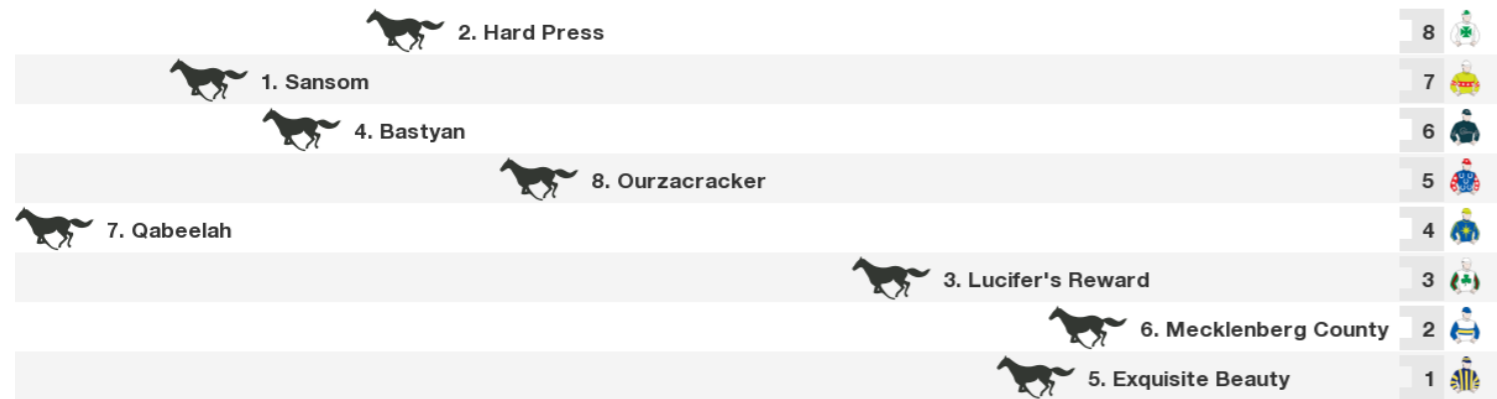 2. Hard Press 8
1. Sansom 7
4. Bastyan 6
8. Ourzacracker 5
7. Qabeelah 4
3. Lucifer's Reward 3
6. Mecklenberg County 2
5. Exquisite Beauty 1